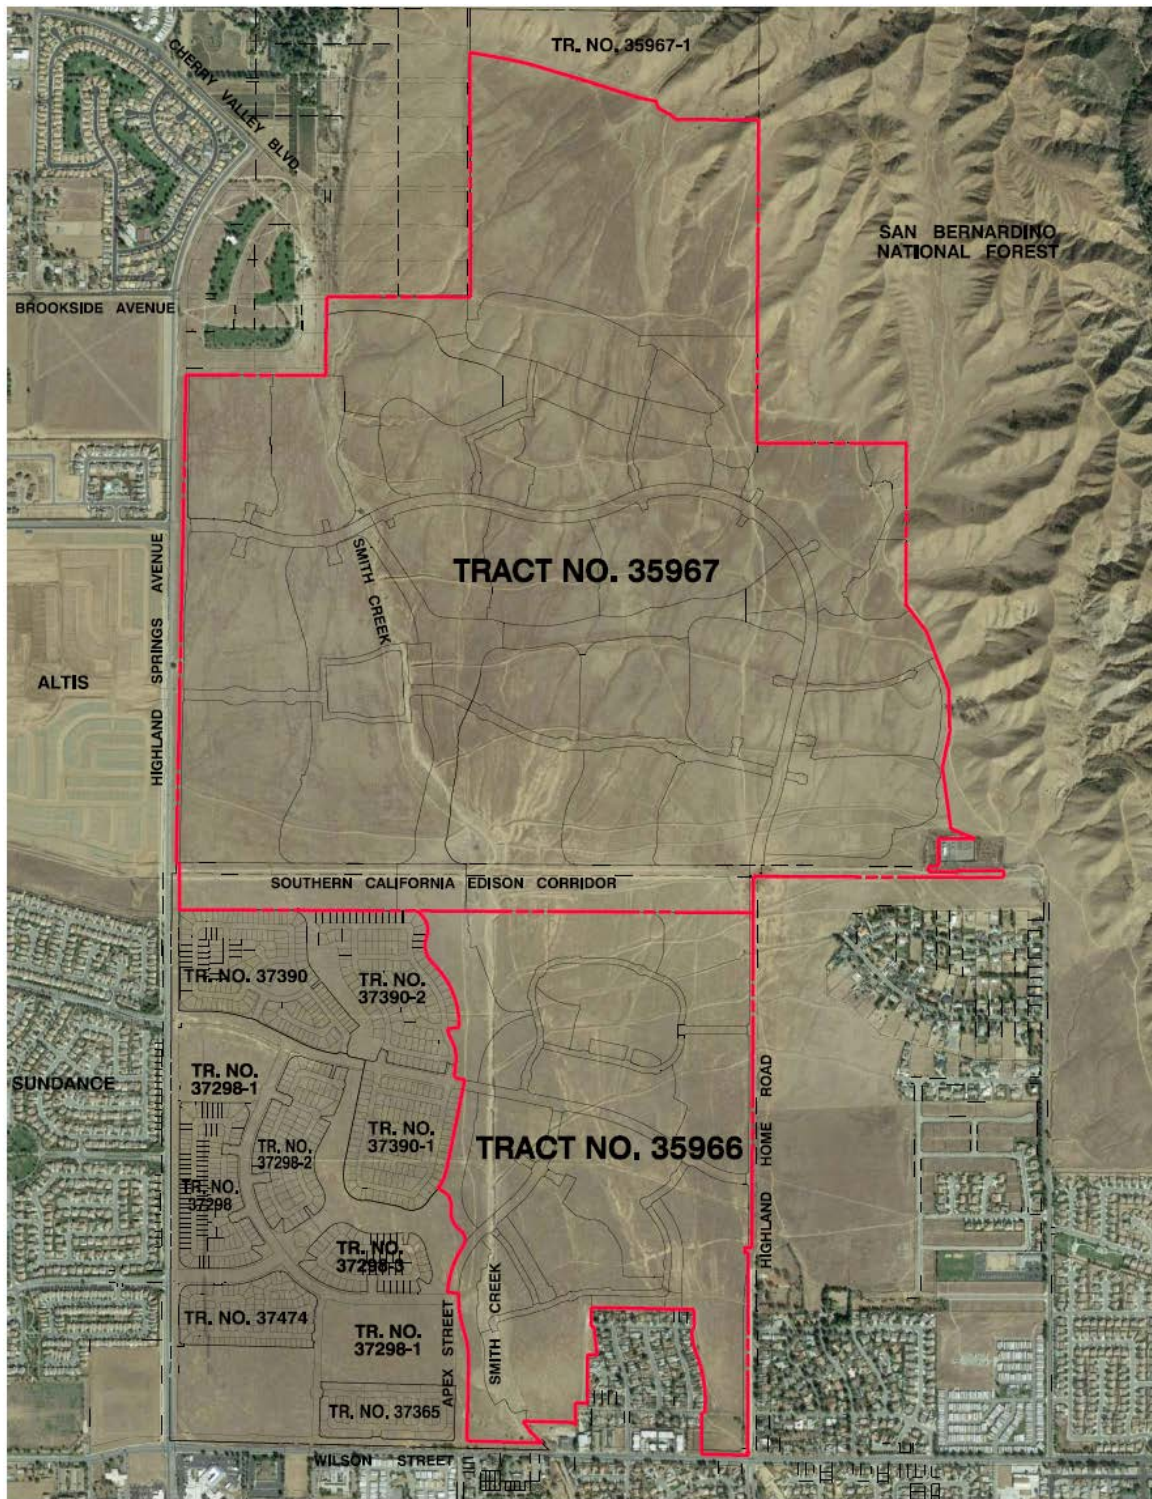 TR. NO. 35967-1
CHERRY VALLEY BLVD.
SAN BERNARDINO
NATIONAL FOREST
BROOKSIDE AVENUE
TRACT NO. 35967
SMITH CREEK
HIGHLAND SPRINGS AVENUE
ALTIS
SOUTHERN CALIFORNIA EDISON CORRIDOR
TR. NO. 37390
TR. NO.
37390-2
TR. NO.
37298-1
SUNDANCE
TR. NO.
37390-1
TR. NO.
37298-2
TRACT NO. 35966
HIGHLAND HOME ROAD
TR. NO.
37298
TR. NO.
37298-3
TR. NO. 37474
TR. NO.
37298-1
APEX STREET
SMITH CREEK
TR. NO. 37365
WILSON STREET